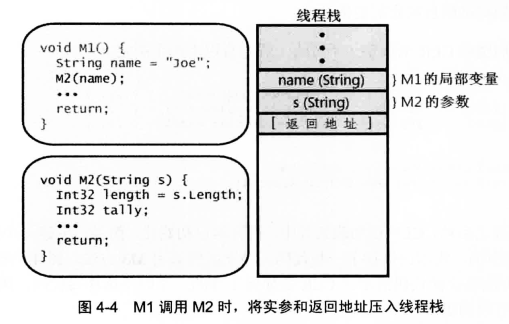 线程栈
void M1() {
String name = "Joe";
M2(name);
•••
return;
}
name (String)
} M1的局部变量
s (String)
} M2 的参数
[ 返 回 地 址 ]
void M2(String s) {
Int32 length = s.Length;
Int32 tally;
•••
return;
}
图 4-4 M1 调用 M2 时，将实参和返回地址压入线程栈